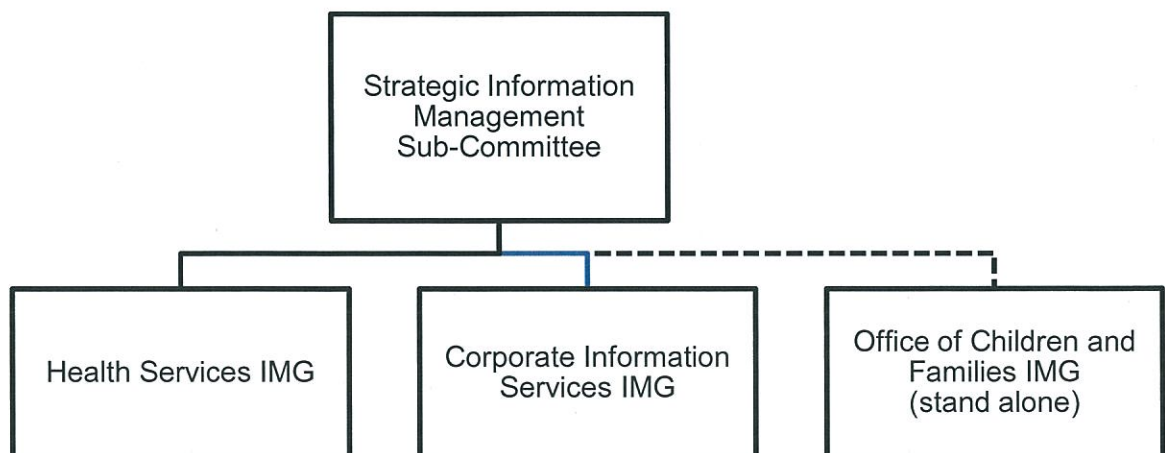 Strategic Information
Management
Sub-Committee
Health Services IMG
Corporate Information
Services IMG
Office of Children and
Families IMG
(stand alone)